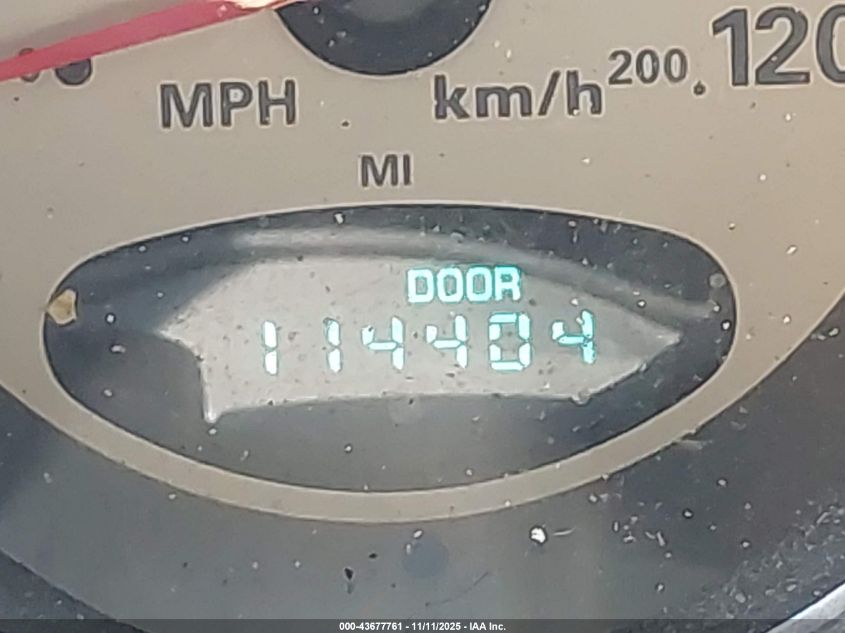 200 120
MPH km/h
MI
DOOR
114404
000-43677761 - 11/11/2025 - IAA Inc.